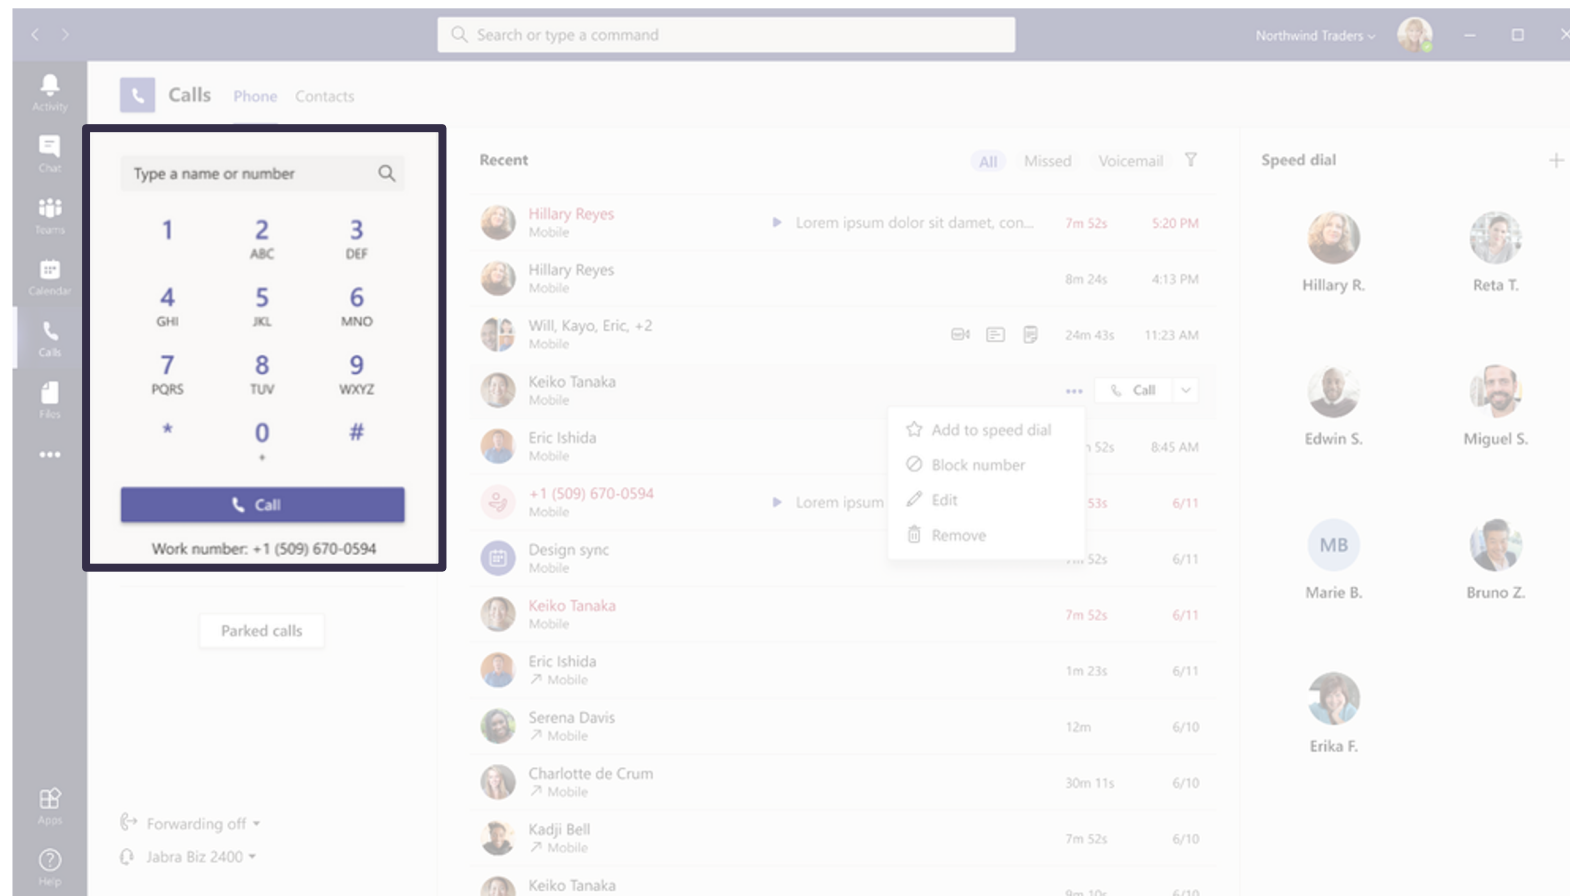 Search or type a command
Northwind Traders
Activity
Chat
Teams
Calendar
Calls
Files
Apps
Help
Calls Phone Contacts
Type a name or number
1 2 3
ABC DEF
4 5 6
GHI JKL MNO
7 8 9
PQRS TUV WXYZ
* 0 #
+
Call
Work number: +1 (509) 670-0594
Parked calls
Forwarding off
Jabra Biz 2400
Recent All Missed Voicemail
Hillary Reyes Lorem ipsum dolor sit damet, con... 7m 52s 5:20 PM
Mobile
Hillary Reyes 8m 24s 4:13 PM
Mobile
Will, Kayo, Eric, +2 24m 43s 11:23 AM
Mobile
Keiko Tanaka ••• Call
Mobile
Add to speed dial
Block number
Edit
Remove
Eric Ishida 52s 8:45 AM
Mobile
+1 (509) 670-0594 Lorem ipsum 53s 6/11
Mobile
Design sync 52s 6/11
Mobile
Keiko Tanaka 7m 52s 6/11
Mobile
Eric Ishida 1m 23s 6/11
Mobile
Serena Davis 12m 6/10
Mobile
Charlotte de Crum 30m 11s 6/10
Mobile
Kadji Bell 7m 52s 6/10
Mobile
Keiko Tanaka 9m 10s 6/10
Speed dial
Hillary R. Reta T.
Edwin S. Miguel S.
MB
Marie B. Bruno Z.
Erika F.